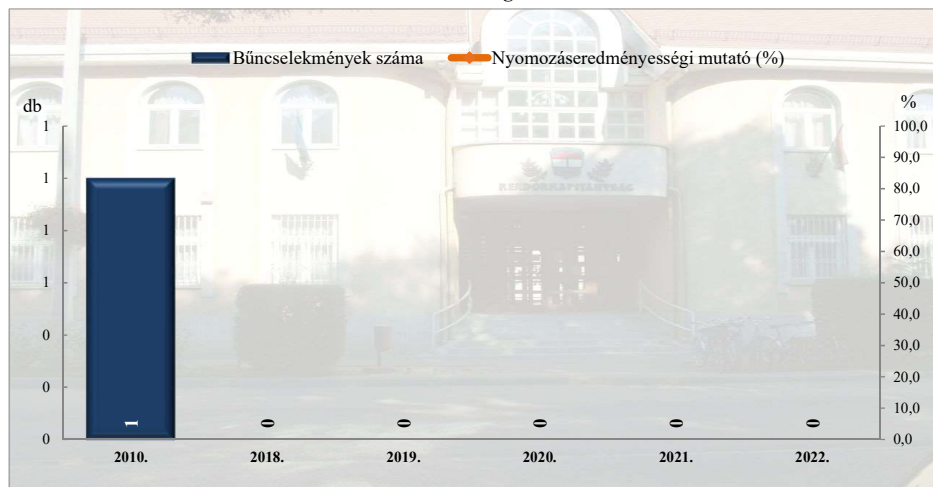 Bűncselekmények száma Nyomozáseredményességi mutató (%)
db %
1 100,0
90,0
1 80,0
70,0
1 60,0
1 50,0
40,0
0 30,0
0 20,0
10,0
0 0,0
RENDŐRKAPITÁNYSÁG
1 0 0 0 0 0
2010. 2018. 2019. 2020. 2021. 2022.